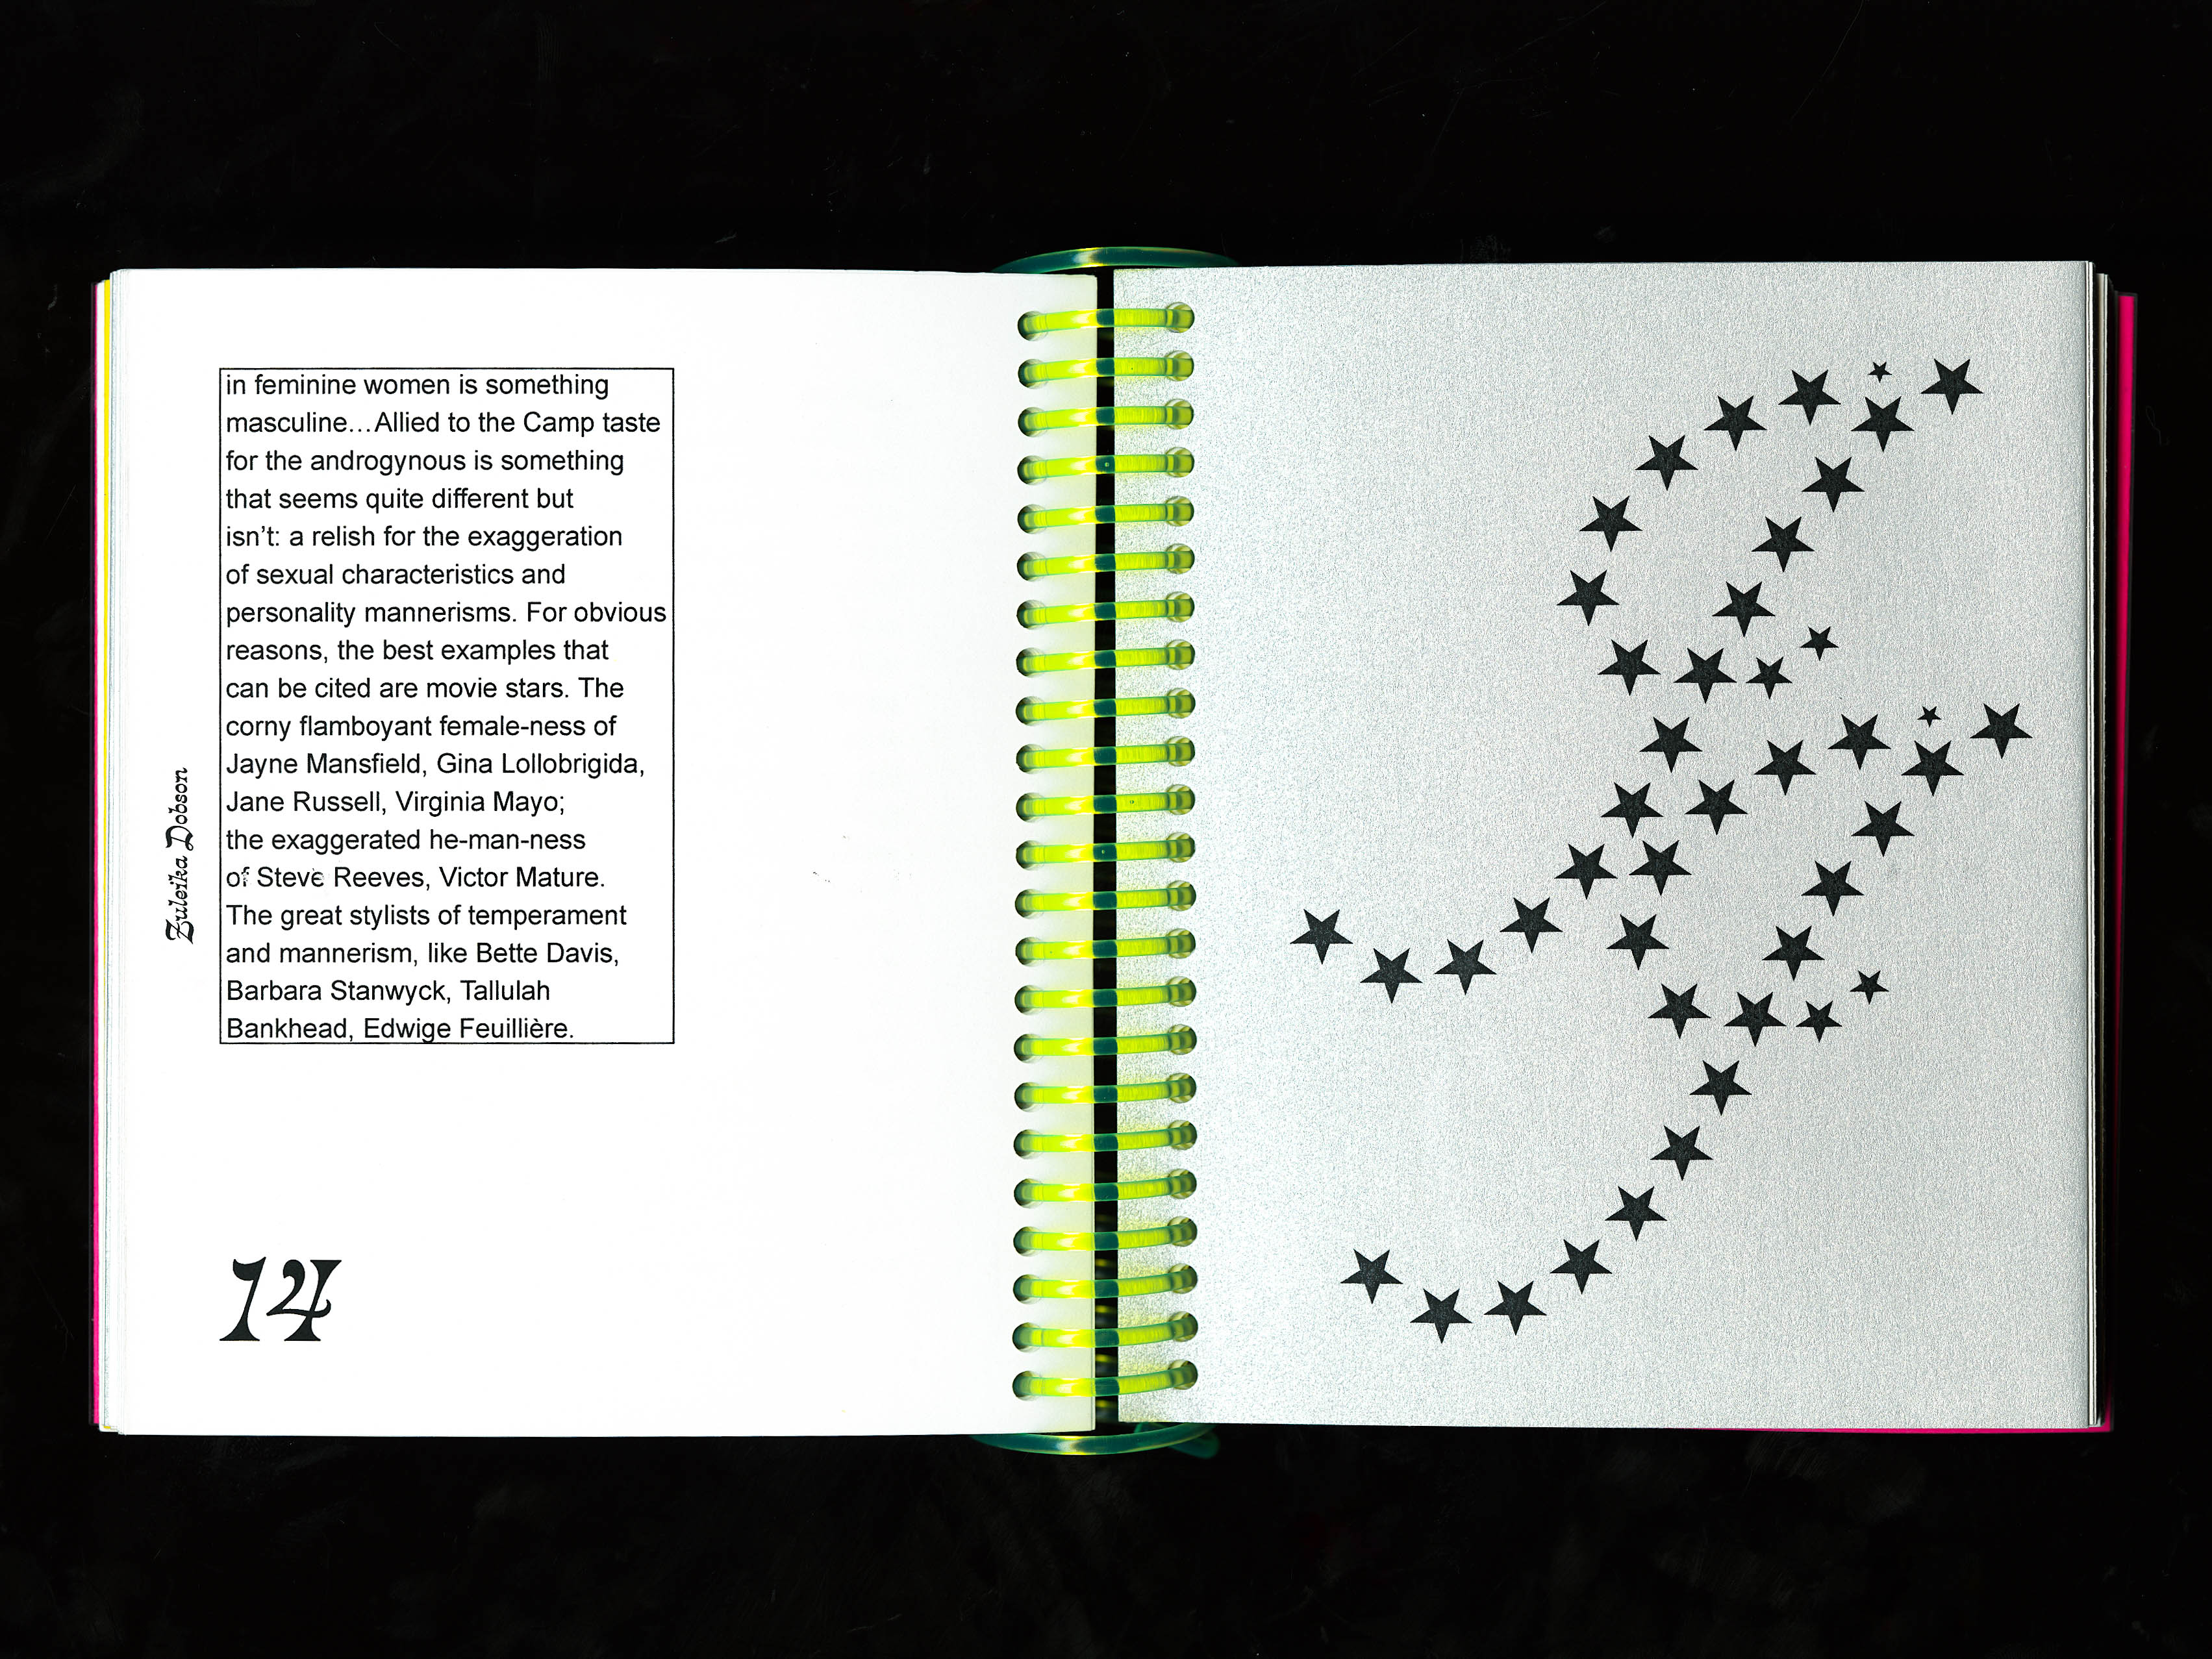 in feminine women is something
masculine...Allied to the Camp taste
for the androgynous is something
that seems quite different but
isn't: a relish for the exaggeration
of sexual characteristics and
personality mannerisms. For obvious
reasons, the best examples that
can be cited are movie stars. The
corny flamboyant female-ness of
Jayne Mansfield, Gina Lollobrigida,
Jane Russell, Virginia Mayo;
the exaggerated he-man-ness
of Steve Reeves, Victor Mature.
The great stylists of temperament
and mannerism, like Bette Davis,
Barbara Stanwyck, Tallulah
Bankhead, Edwige Feuillière.
Zuleika Dobson
14
99